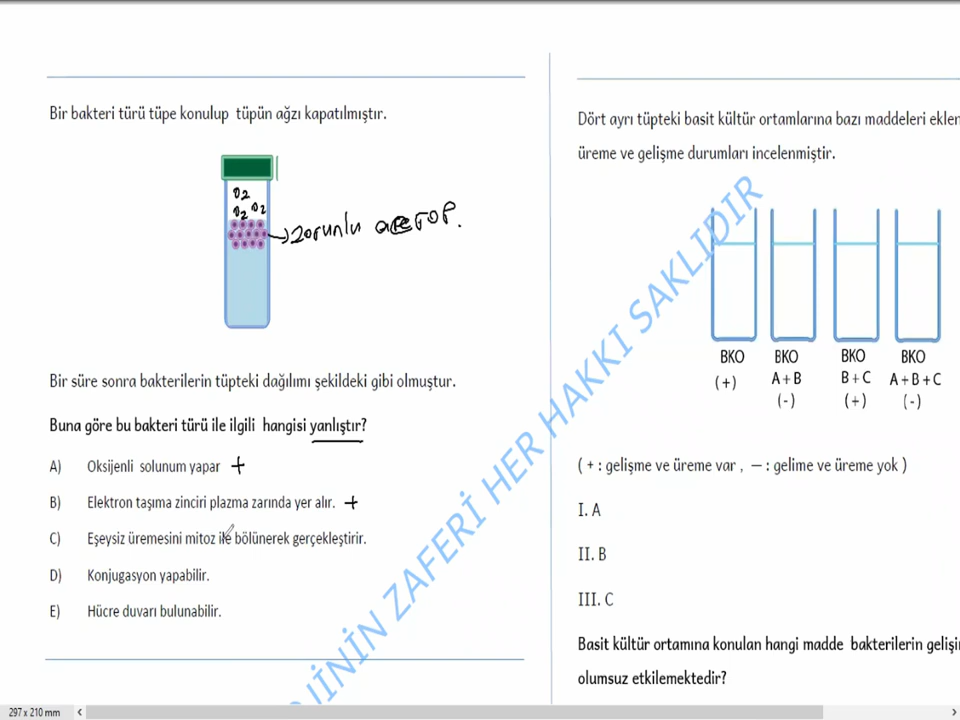 Bir bakteri türü tüpe konulup tüpün ağzı kapatılmıştır.
O2
O2 O2
zorunlu aerop.
Bir süre sonra bakterilerin tüpteki dağılımı şekildeki gibi olmuştur.
Buna göre bu bakteri türü ile ilgili hangisi yanlıştır?
A) Oksijenli solunum yapar +
B) Elektron taşıma zinciri plazma zarında yer alır. +
C) Eşeysiz üremesini mitoz ile bölünerek gerçekleştirir.
D) Konjugasyon yapabilir.
E) Hücre duvarı bulunabilir.
Dört ayrı tüpteki basit kültür ortamlarına bazı maddeleri eklen
üreme ve gelişme durumları incelenmiştir.
BKO BKO BKO BKO
(+) A+B B+C A+B+C
(-) (+) (-)
( + : gelişme ve üreme var , – : gelime ve üreme yok )
I. A
II. B
III. C
Basit kültür ortamına konulan hangi madde bakterilerin gelişin
olumsuz etkilemektedir?
ZAFERİ HER HAKKI SAKLIDIR
297 x 210 mm